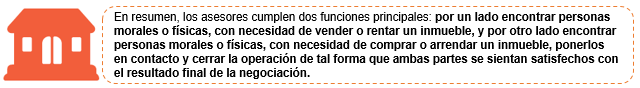 En resumen, los asesores cumplen dos funciones principales: por un lado encontrar personas
morales o físicas, con necesidad de vender o rentar un inmueble, y por otro lado encontrar
personas morales o físicas, con necesidad de comprar o arrendar un inmueble, ponerlos
en contacto y cerrar la operación de tal forma que ambas partes se sientan satisfechos con
el resultado final de la negociación.